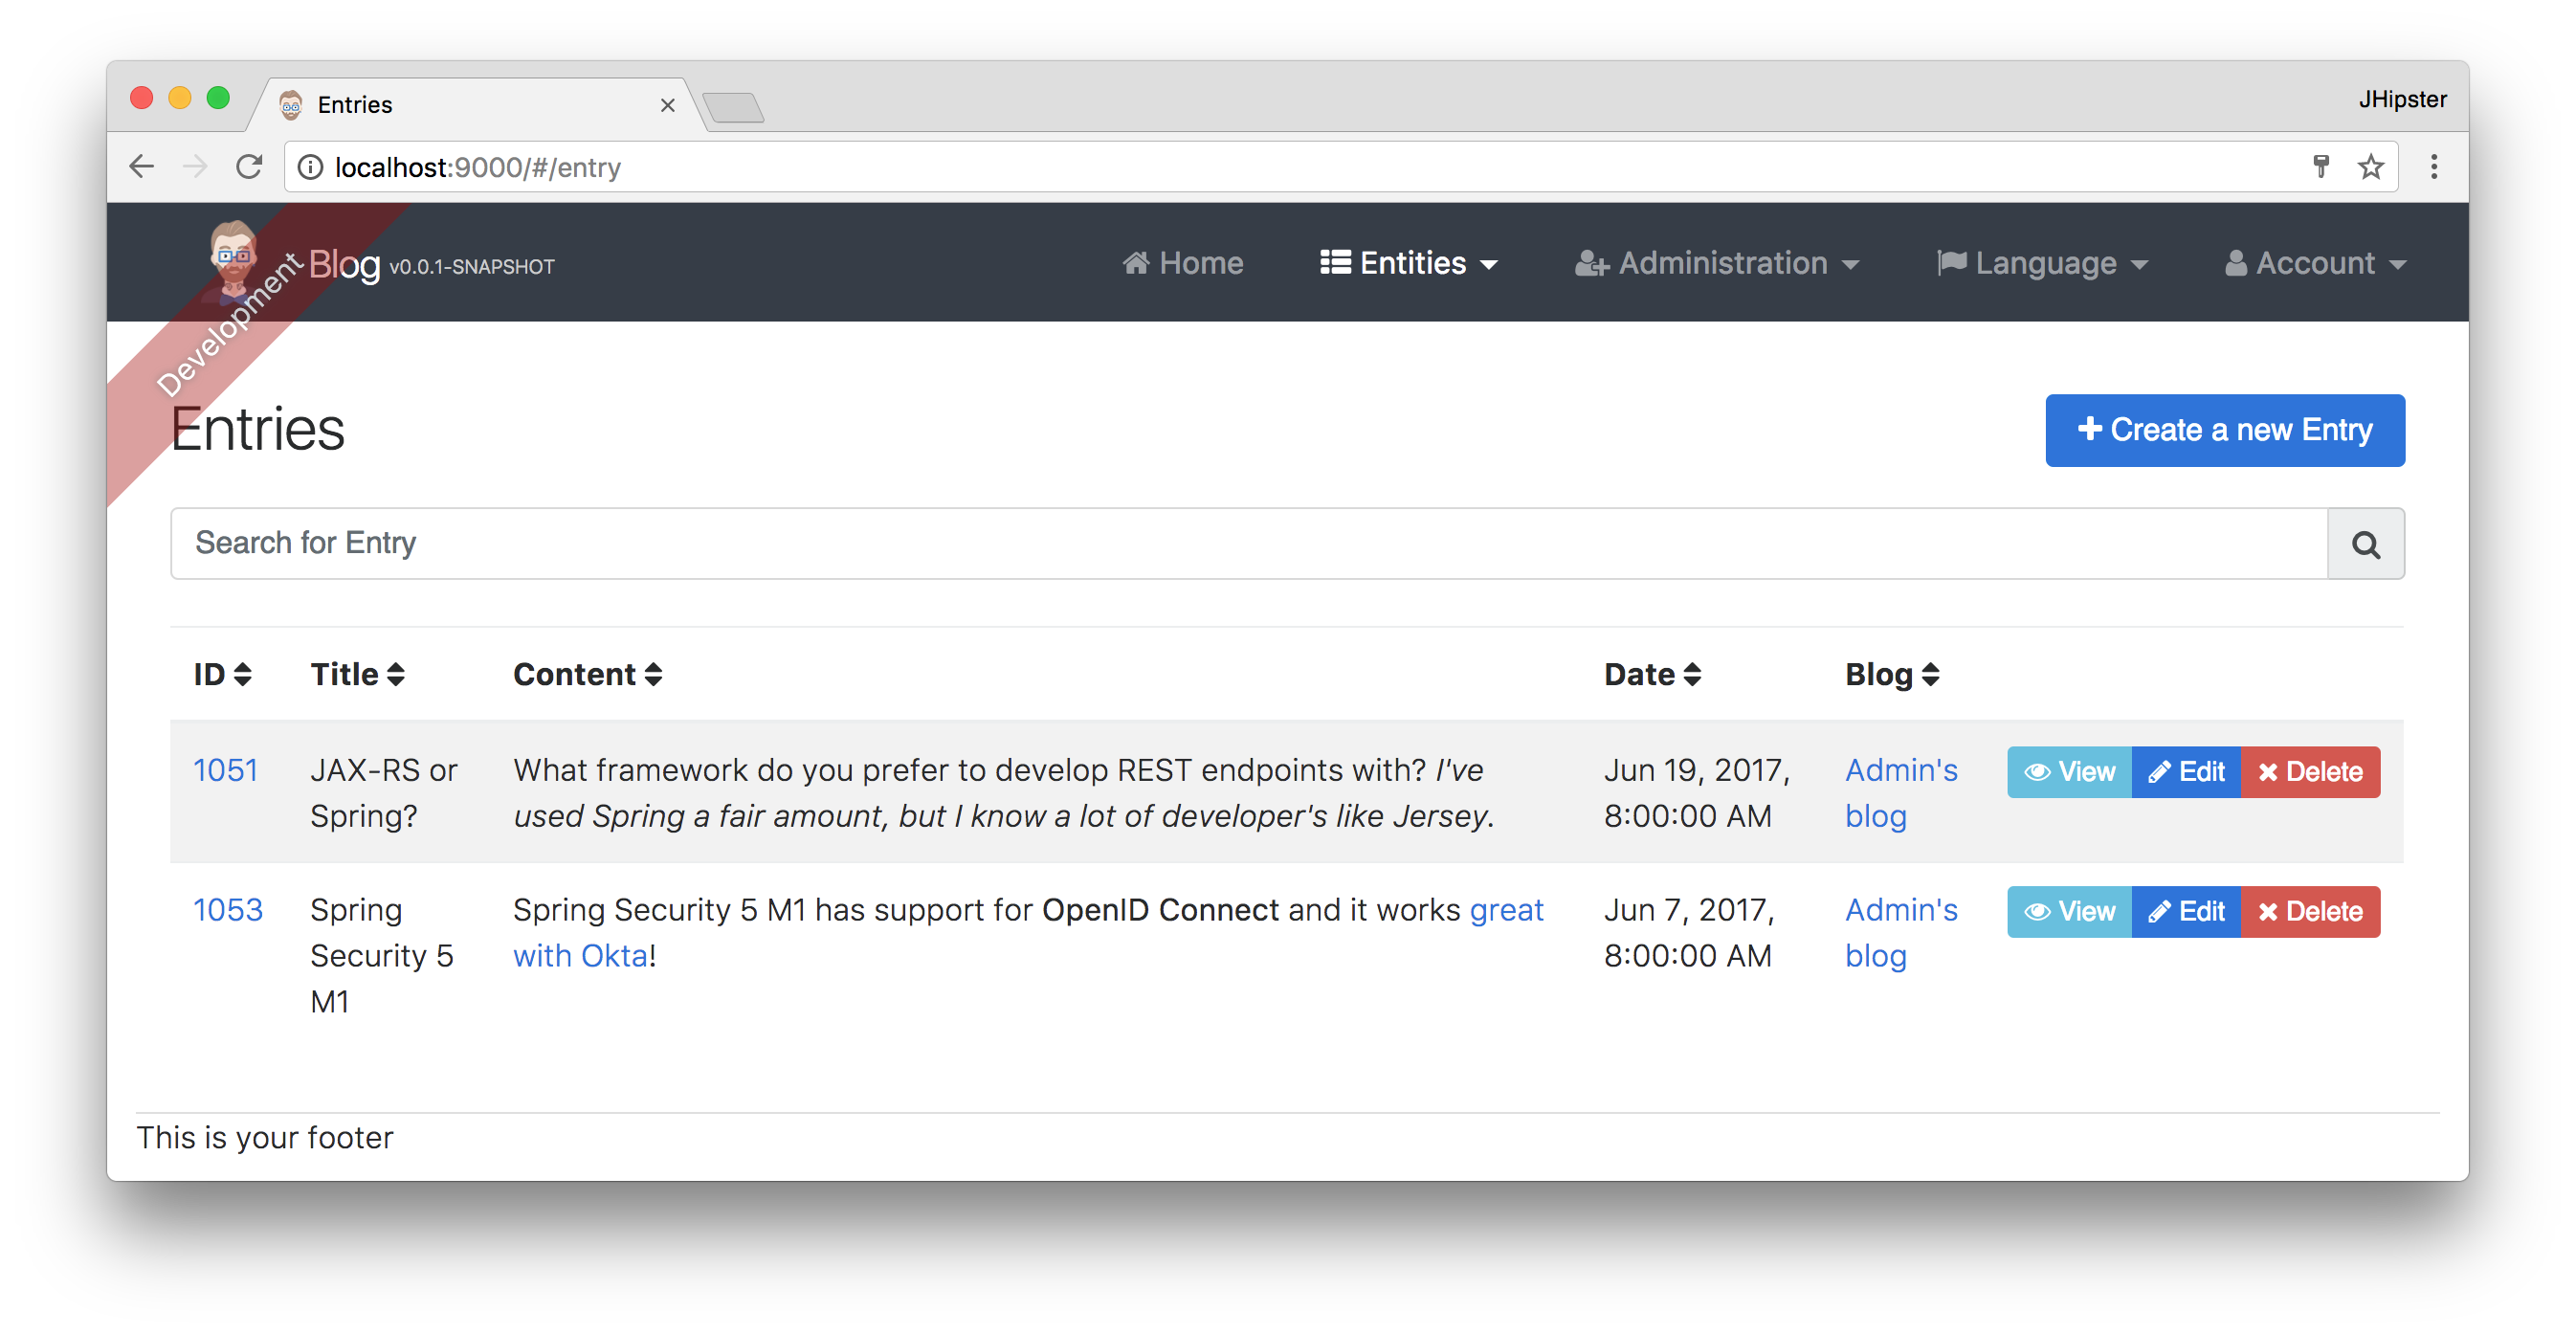 Entries
JHipster
localhost:9000/#/entry
Development
Blog v0.0.1-SNAPSHOT
Home
Entities
Administration
Language
Account
Entries
Create a new Entry
Search for Entry
ID Title Content Date Blog
1051 JAX-RS or What framework do you prefer to develop REST endpoints with? I've Jun 19, 2017, Admin's View Edit Delete
Spring? used Spring a fair amount, but I know a lot of developer's like Jersey. 8:00:00 AM blog
1053 Spring Spring Security 5 M1 has support for OpenID Connect and it works great Jun 7, 2017, Admin's View Edit Delete
Security 5 with Okta! 8:00:00 AM blog
M1
This is your footer